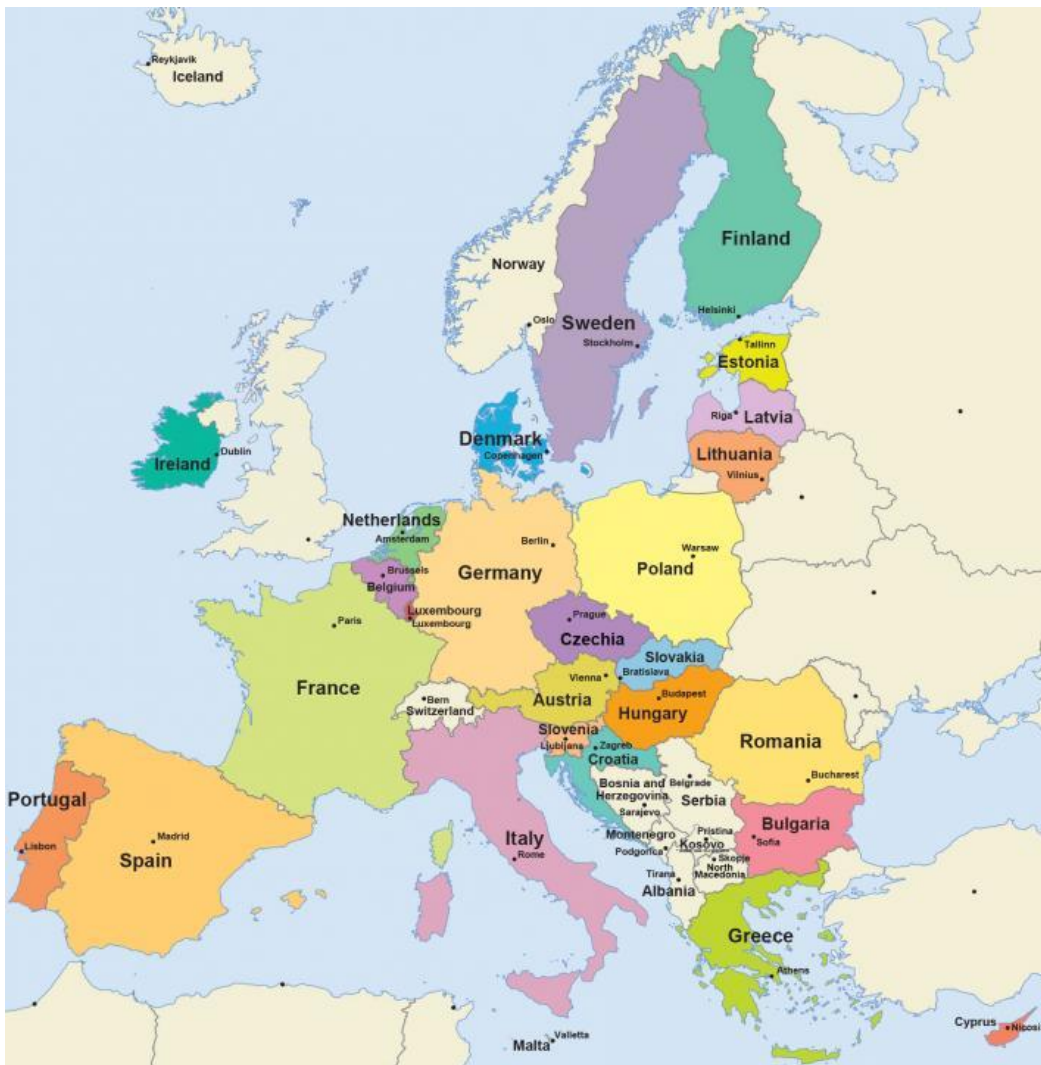 Reykjavik
Iceland
Finland
Norway
Helsinki
Oslo
Sweden
Stockholm
Tallinn
Estonia
Riga
Latvia
Denmark
Copenhagen
Lithuania
Vilnius
Dublin
Ireland
Netherlands
Amsterdam
Berlin
Warsaw
Poland
Germany
Brussels
Belgium
Luxembourg
Luxembourg
Paris
Prague
Czechia
Slovakia
Bratislava
Vienna
France
Bern
Switzerland
Austria
Budapest
Hungary
Slovenia
Ljubljana
Zagreb
Croatia
Romania
Bucharest
Bosnia and
Herzegovina
Sarajevo
Belgrade
Serbia
Portugal
Lisbon
Madrid
Spain
Italy
Rome
Montenegro
Podgorica
Pristina
Kosovo
Bulgaria
Sofia
Skopje
North
Macedonia
Tirana
Albania
Greece
Athens
Cyprus
Nicosi
Malta
Valletta